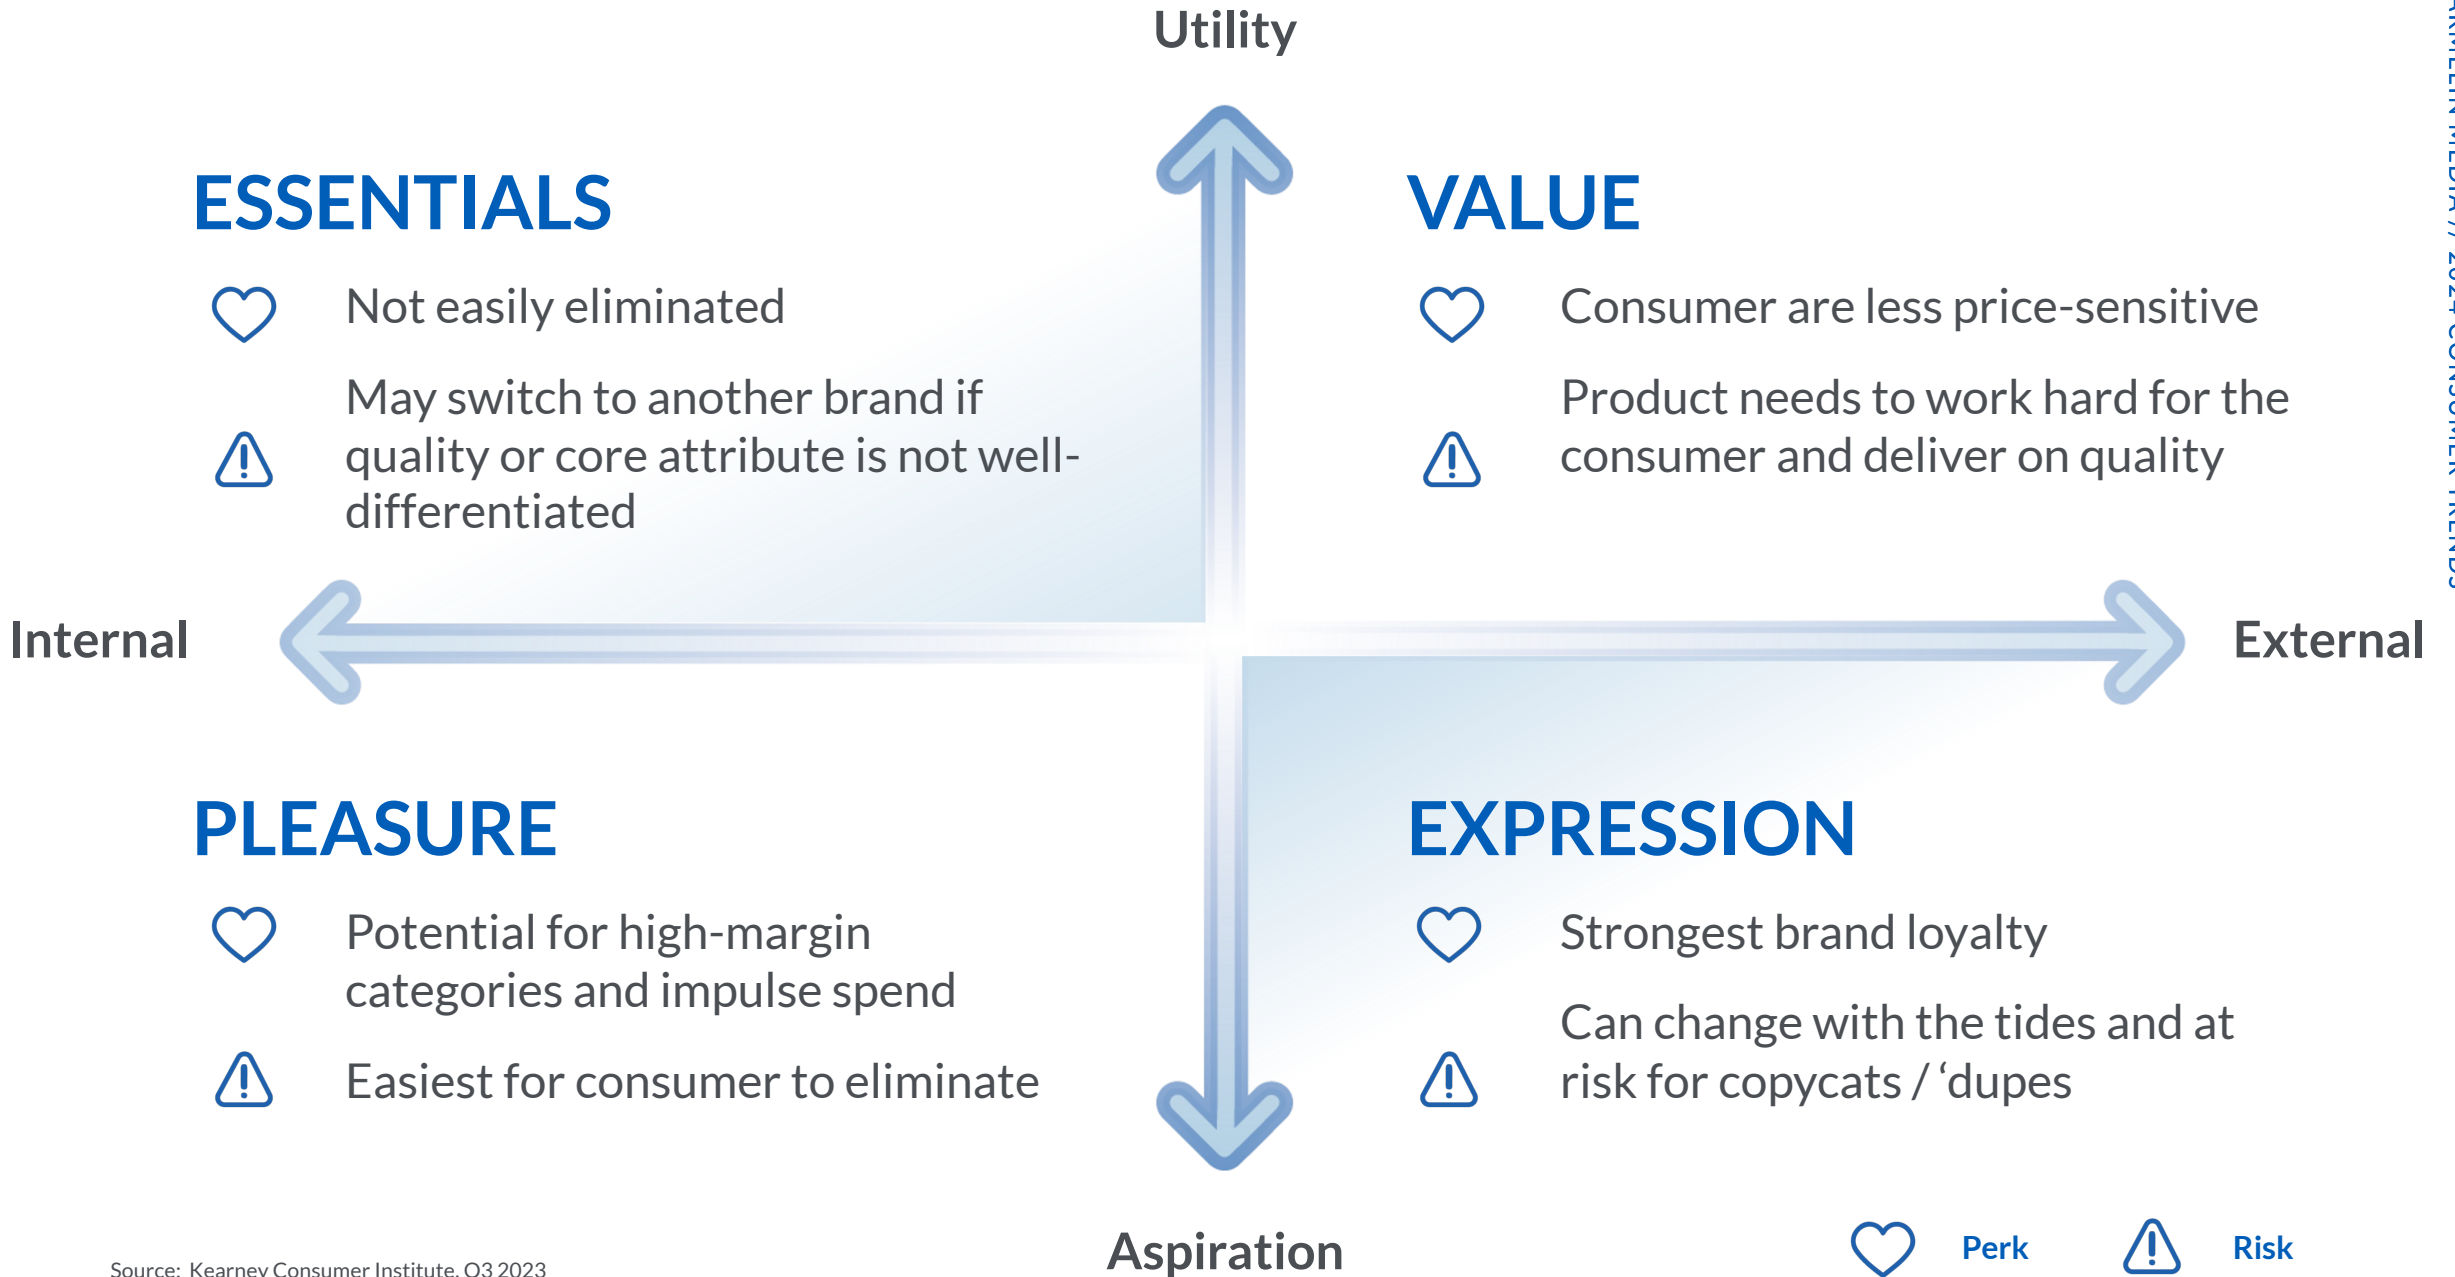 Utility
ESSENTIALS
Not easily eliminated
May switch to another brand if
quality or core attribute is not well-
differentiated
VALUE
Consumer are less price-sensitive
Product needs to work hard for the
consumer and deliver on quality
Internal
External
PLEASURE
Potential for high-margin
categories and impulse spend
Easiest for consumer to eliminate
EXPRESSION
Strongest brand loyalty
Can change with the tides and at
risk for copycats / ‘dupes
Aspiration
Perk
Risk
Source: Kearney Consumer Institute, Q3 2023
MEDIA // 2024 CONSUMER TRENDS